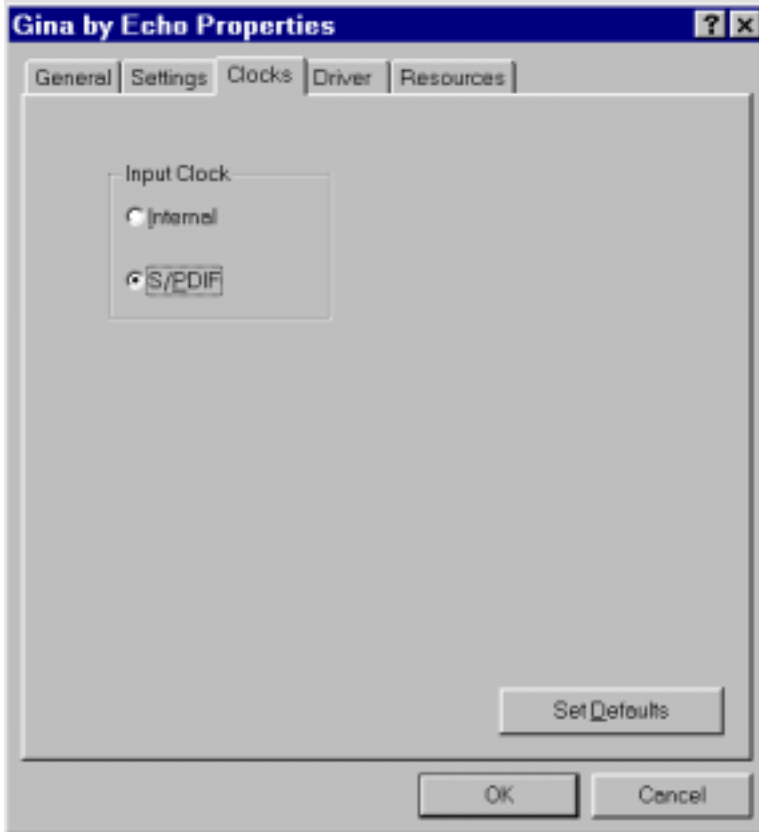 Gina by Echo Properties
General Settings Clocks Driver Resources
Input Clock
Internal
S/PDIF
Set Defaults
OK Cancel